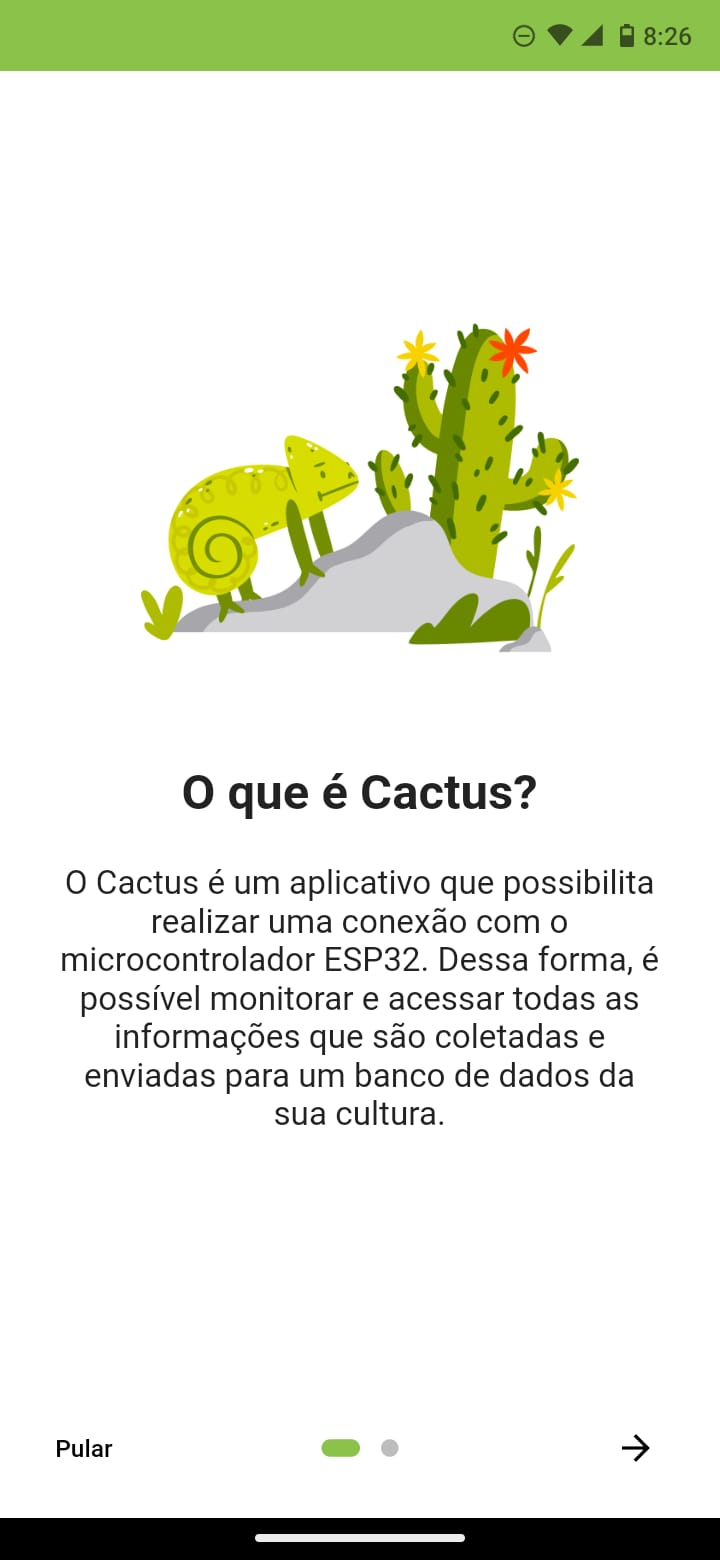 8:26
O que é Cactus?
O Cactus é um aplicativo que possibilita
realizar uma conexão com o
microcontrolador ESP32. Dessa forma, é
possível monitorar e acessar todas as
informações que são coletadas e
enviadas para um banco de dados da
sua cultura.
Pular